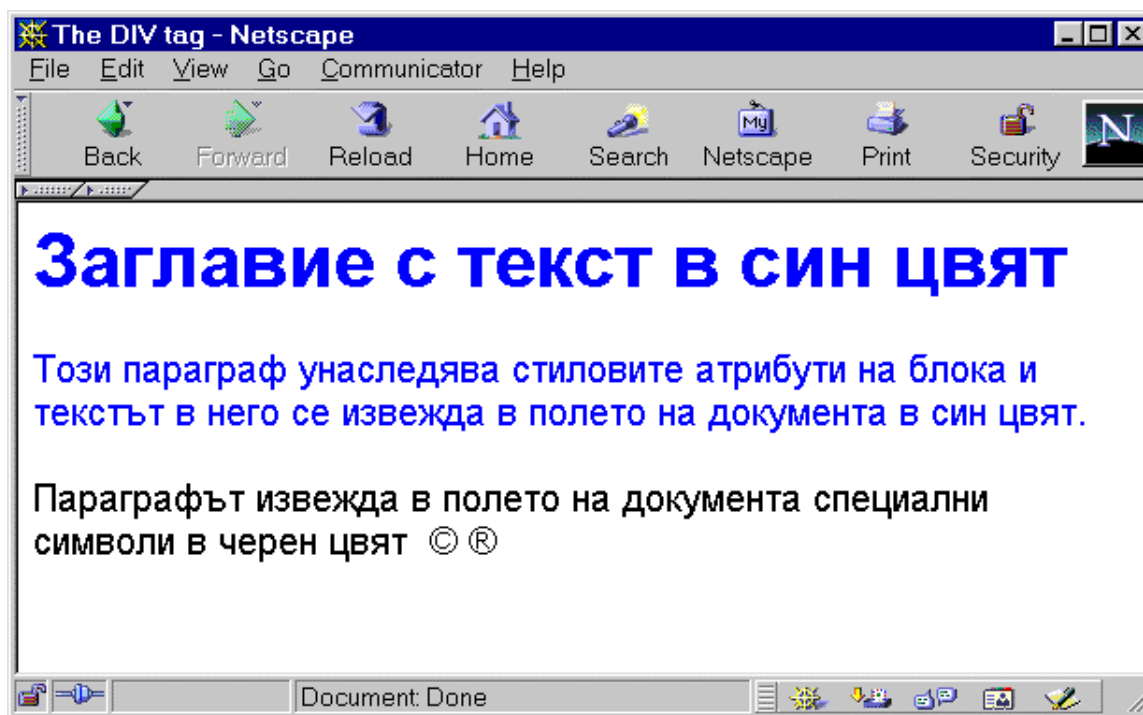 The DIV tag - Netscape
File Edit View Go Communicator Help
My N
Back Forward Reload Home Search Netscape Print Security
Заглавие с текст в син цвят
Този параграф унаследява стиловите атрибути на блока и
текстът в него се извежда в полето на документа в син цвят.
Параграфът извежда в полето на документа специални
символи в черен цвят © ®
Document: Done